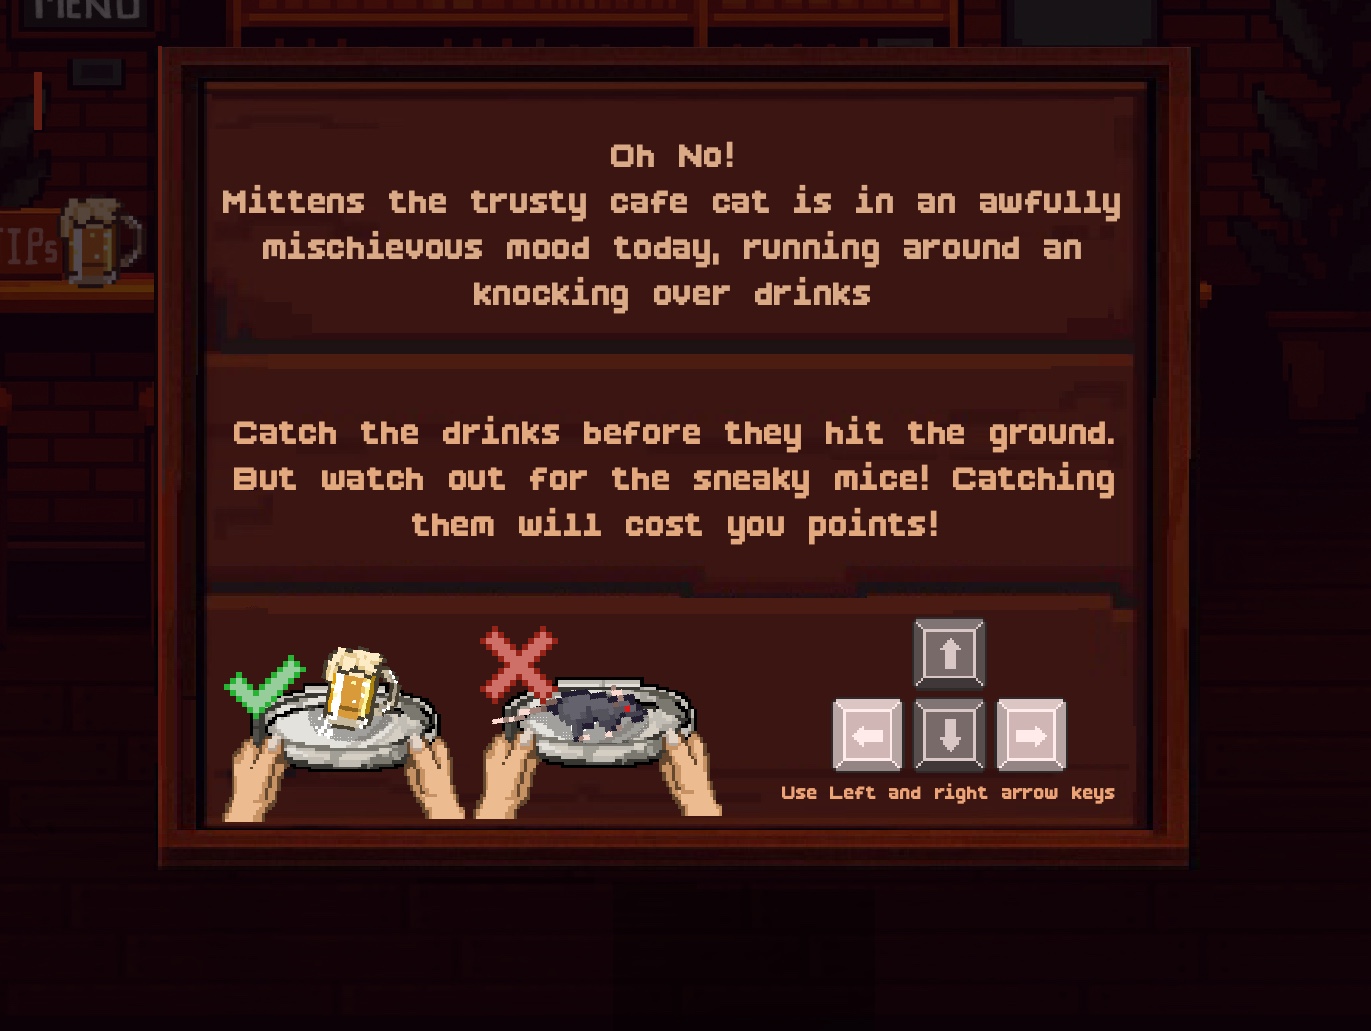 MENU
Oh No!
Mittens the trusty cafe cat is in an awfully
mischievous mood today, running around an
knocking over drinks
TIPs
Catch the drinks before they hit the ground.
But watch out for the sneaky mice! Catching
them will cost you points!
Use Left and right arrow keys